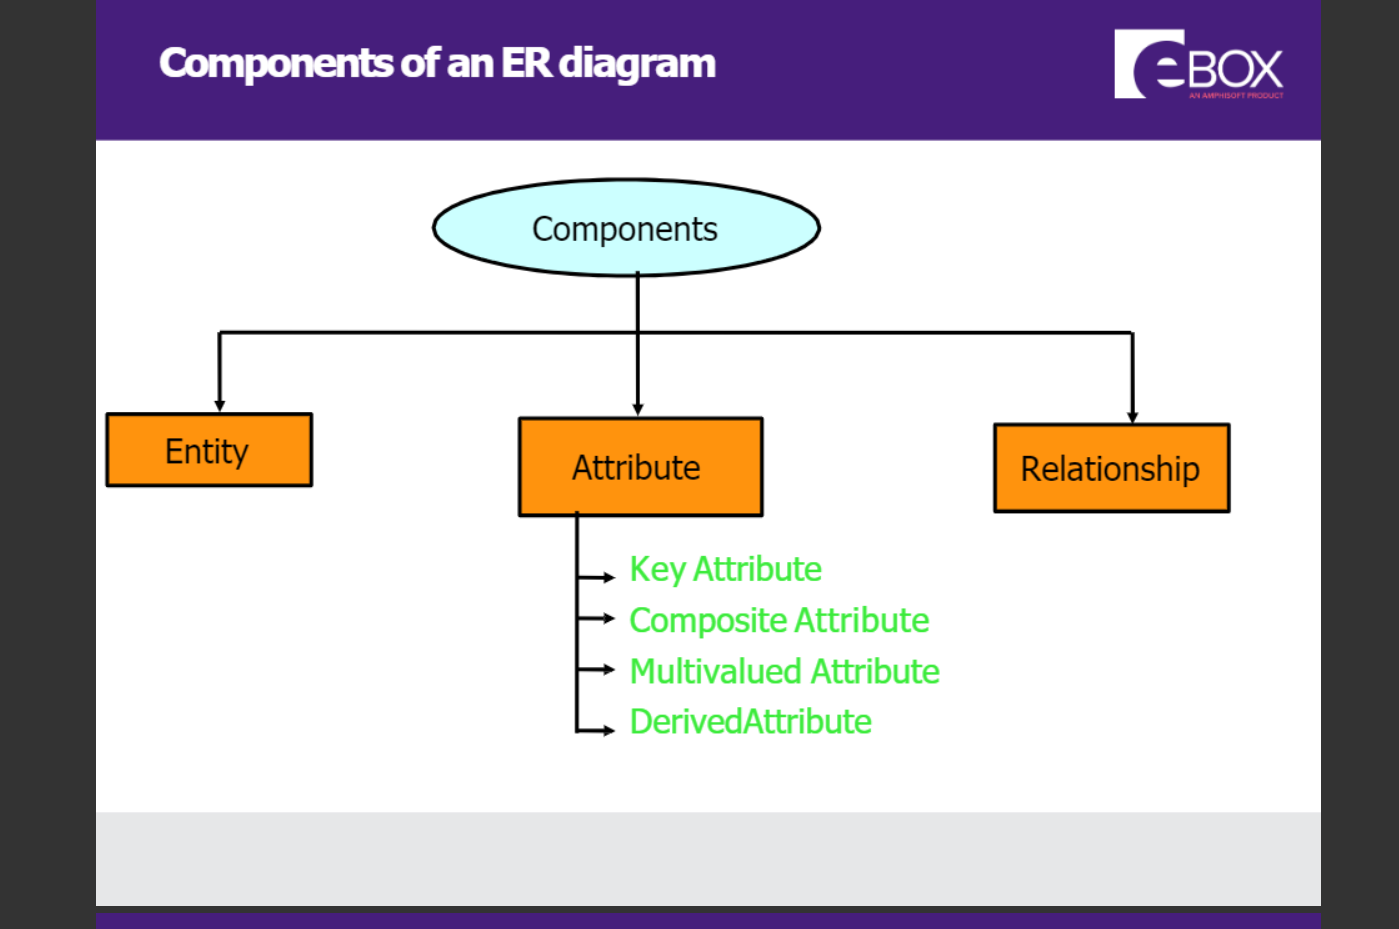 Components of an ER diagram
eBOX
AN AMPHISOFT PRODUCT
Components
Entity
Attribute
Relationship
Key Attribute
Composite Attribute
Multivalued Attribute
DerivedAttribute